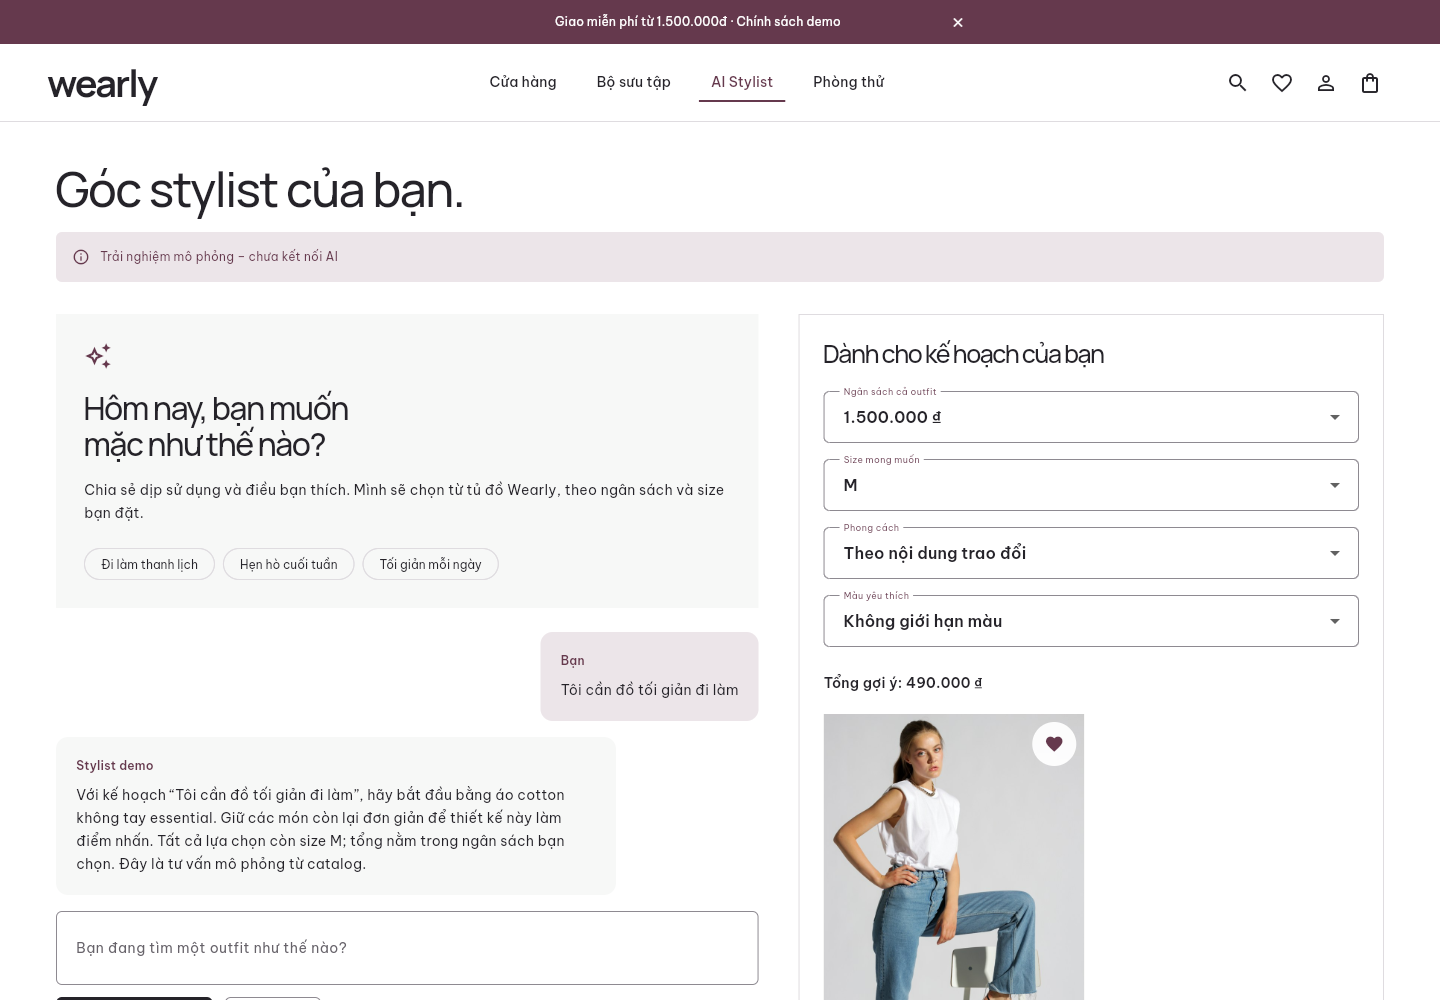 Giao miễn phí từ 1.500.000đ · Chính sách demo
wearly
Cửa hàng
Bộ sưu tập
AI Stylist
Phòng thử
Góc stylist của bạn.
Trải nghiệm mô phỏng – chưa kết nối AI
Hôm nay, bạn muốn
mặc như thế nào?
Chia sẻ dịp sử dụng và điều bạn thích. Mình sẽ chọn từ tủ đồ Wearly, theo ngân sách và size
bạn đặt.
Đi làm thanh lịch
Hẹn hò cuối tuần
Tối giản mỗi ngày
Bạn
Tôi cần đồ tối giản đi làm
Stylist demo
Với kế hoạch “Tôi cần đồ tối giản đi làm”, hãy bắt đầu bằng áo cotton
không tay essential. Giữ các món còn lại đơn giản để thiết kế này làm
điểm nhấn. Tất cả lựa chọn còn size M; tổng nằm trong ngân sách bạn
chọn. Đây là tư vấn mô phỏng từ catalog.
Bạn đang tìm một outfit như thế nào?
Dành cho kế hoạch của bạn
Ngân sách cả outfit
1.500.000 ₫
Size mong muốn
M
Phong cách
Theo nội dung trao đổi
Màu yêu thích
Không giới hạn màu
Tổng gợi ý: 490.000 ₫